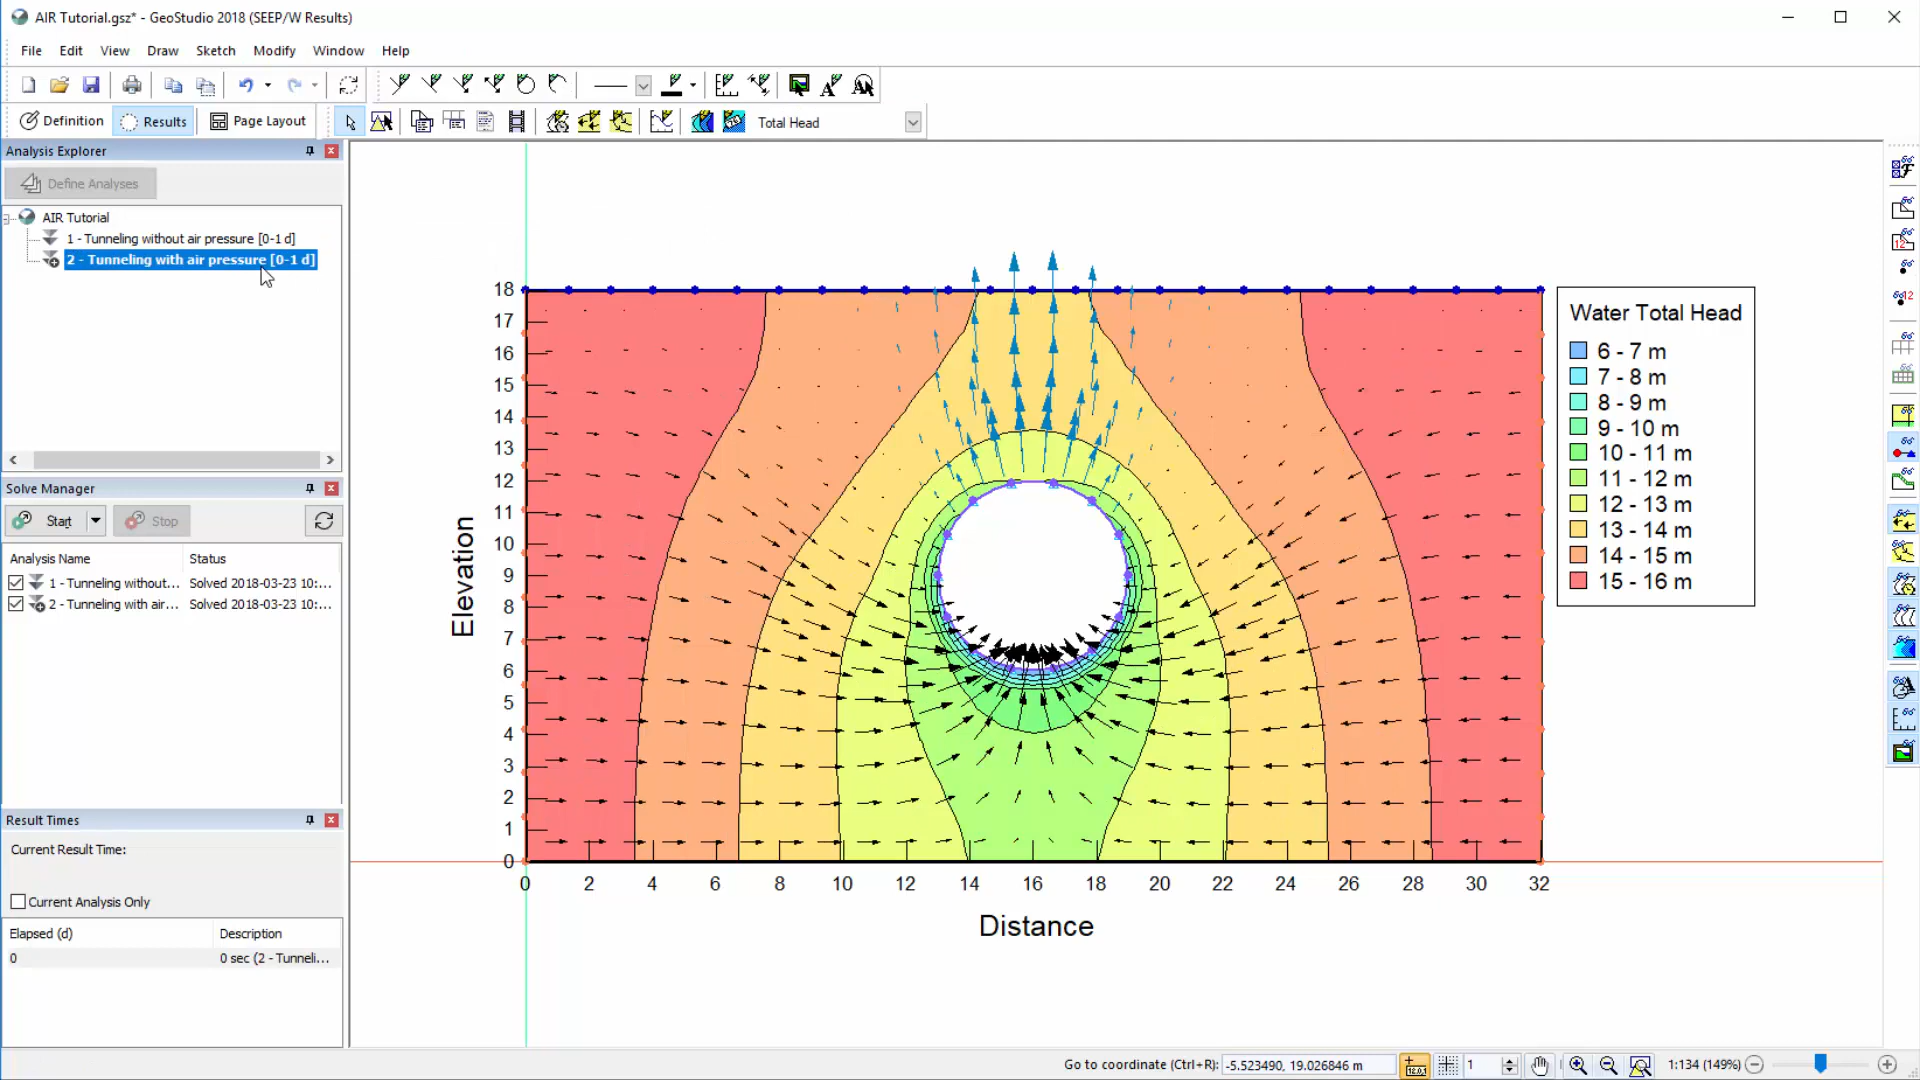 AIR Tutorial.gsz* - GeoStudio 2018 (SEEP/W Results)
File Edit View Draw Sketch Modify Window Help
Definition Results Page Layout Total Head
Analysis Explorer
Define Analyses
AIR Tutorial
1 - Tunneling without air pressure [0-1 d]
2 - Tunneling with air pressure [0-1 d]
Solve Manager
Start Stop
Analysis Name Status
1 - Tunneling without... Solved 2018-03-23 10:...
2 - Tunneling with air... Solved 2018-03-23 10:...
Result Times
Current Result Time:
Current Analysis Only
Elapsed (d) Description
0 0 sec (2 - Tunneli...
Elevation
18
17
16
15
14
13
12
11
10
9
8
7
6
5
4
3
2
1
0
0 2 4 6 8 10 12 14 16 18 20 22 24 26 28 30 32
Distance
Water Total Head
6 - 7 m
7 - 8 m
8 - 9 m
9 - 10 m
10 - 11 m
11 - 12 m
12 - 13 m
13 - 14 m
14 - 15 m
15 - 16 m
Go to coordinate (Ctrl+R): -5.523490, 19.026846 m 1 1:134 (149%)